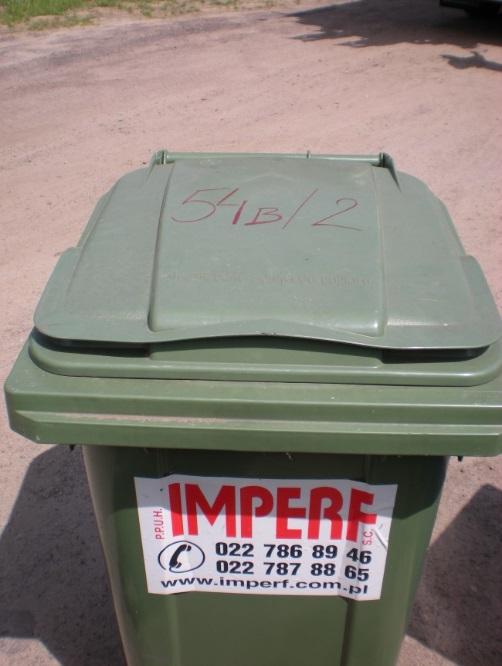 54B/2
P.P.U.H. IMPERF S.C.
022 786 89 46
022 787 88 65
www.imperf.com.pl